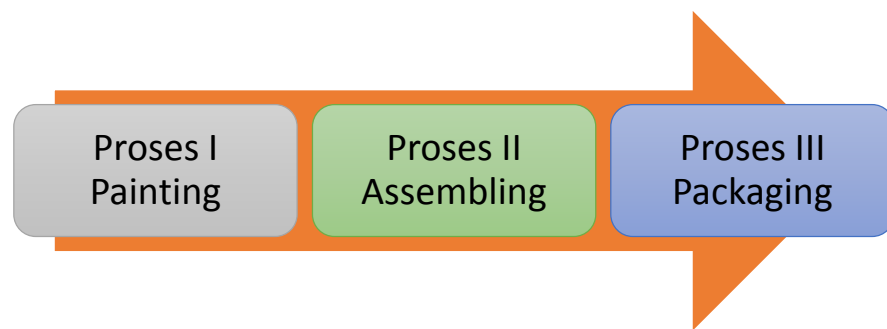 Proses I
Painting
Proses II
Assembling
Proses III
Packaging